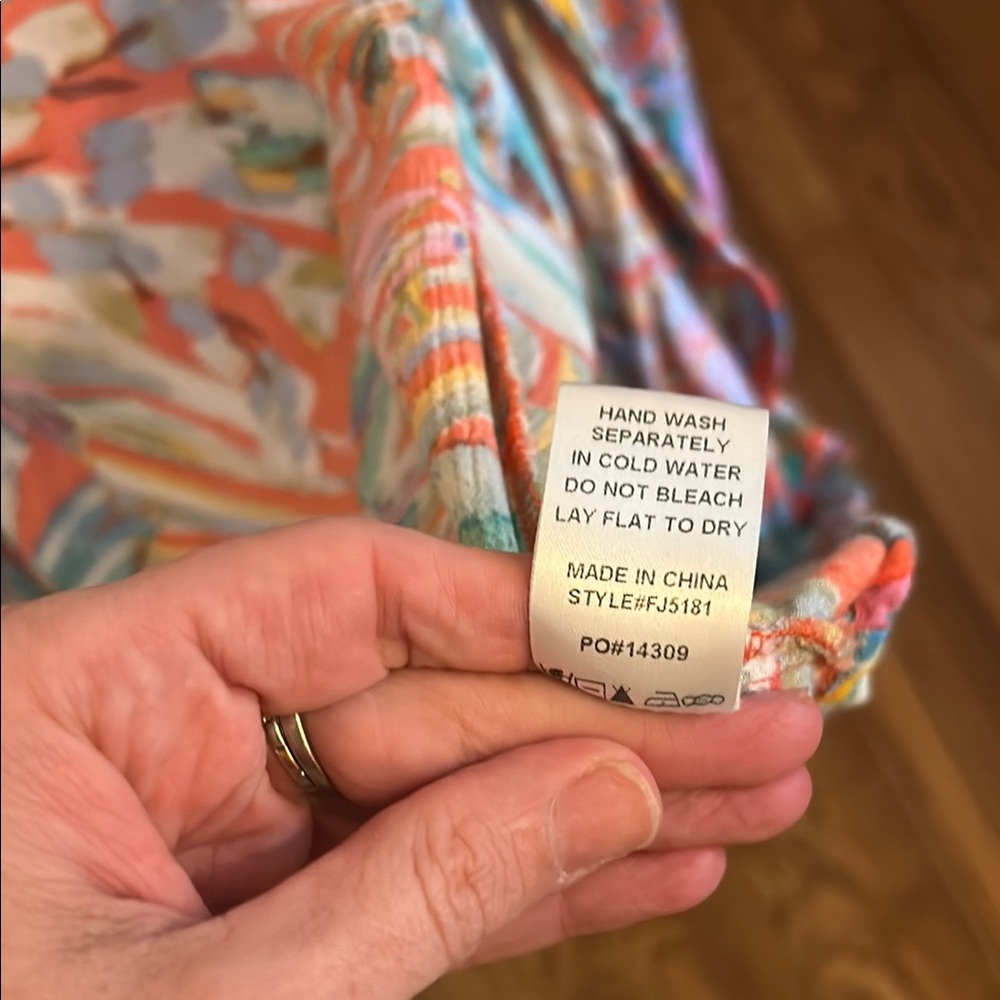 HAND WASH
SEPARATELY
IN COLD WATER
DO NOT BLEACH
LAY FLAT TO DRY
MADE IN CHINA
STYLE#FJ5181
PO#14309